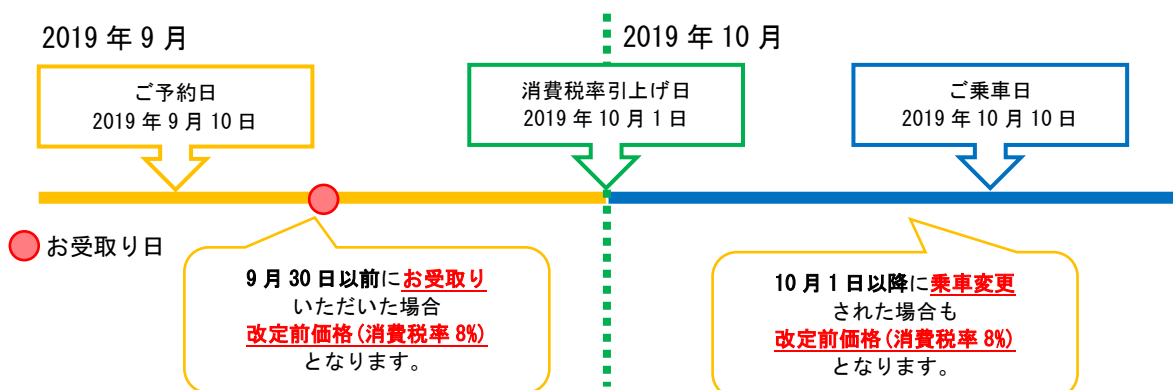 2019 年 9 月
2019 年 10 月
ご予約日
2019 年 9 月 10 日
消費税率引上げ日
2019 年 10 月 1 日
ご乗車日
2019 年 10 月 10 日
お受取り日
9 月 30 日以前にお受取り
いただいた場合
改定前価格(消費税率 8%)
となります。
10 月 1 日以降に乗車変更
された場合も
改定前価格(消費税率 8%)
となります。